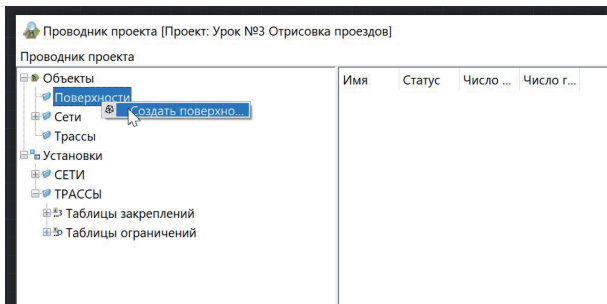 Проводник проекта [Проект: Урок №3 Отрисовка проездов]
Проводник проекта
Объекты
Имя Статус Число ... Число г...
Поверхности
Создать поверхно...
Сети
Трассы
Установки
СЕТИ
ТРАССЫ
Таблицы закреплений
Таблицы ограничений